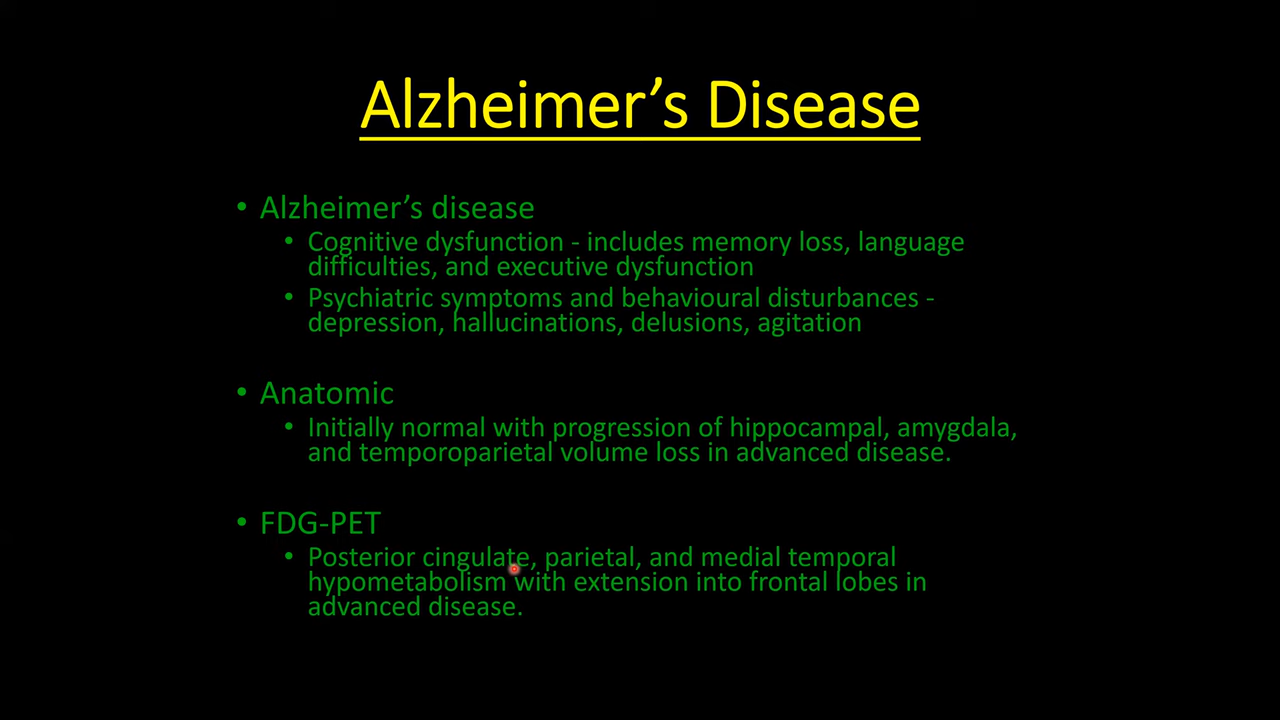 Alzheimer’s Disease
• Alzheimer’s disease
• Cognitive dysfunction - includes memory loss, language
difficulties, and executive dysfunction
• Psychiatric symptoms and behavioural disturbances -
depression, hallucinations, delusions, agitation
• Anatomic
• Initially normal with progression of hippocampal, amygdala,
and temporoparietal volume loss in advanced disease.
• FDG-PET
• Posterior cingulate, parietal, and medial temporal
hypometabolism with extension into frontal lobes in
advanced disease.